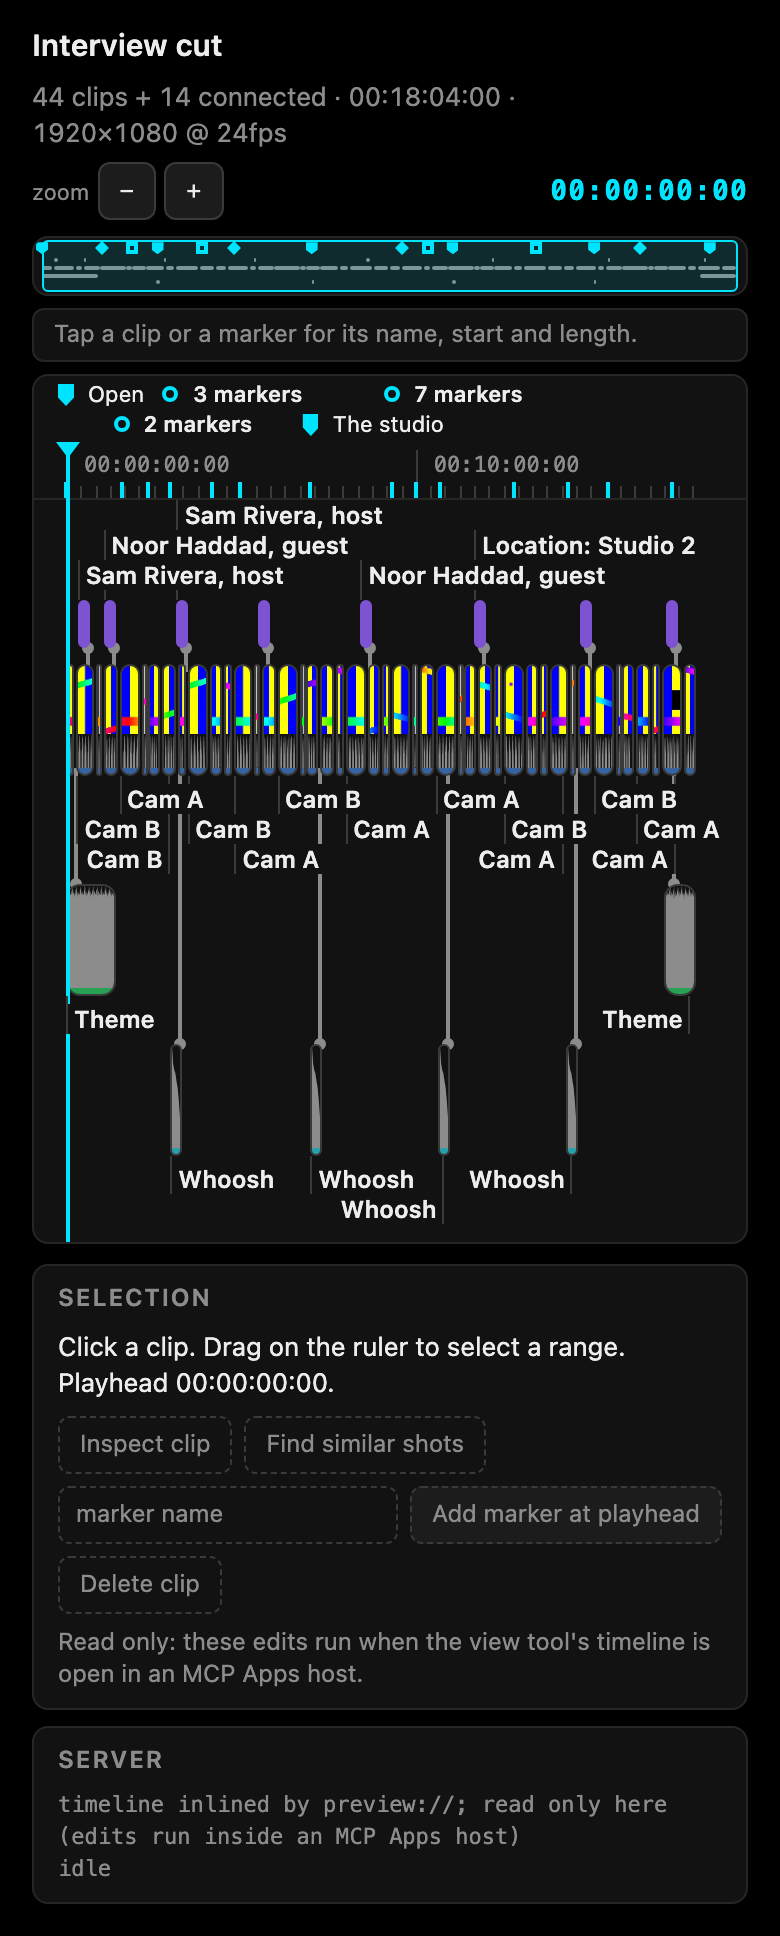 Interview cut
44 clips + 14 connected · 00:18:04:00 ·
1920×1080 @ 24fps
zoom − + 00:00:00:00
Tap a clip or a marker for its name, start and length.
Open 3 markers 7 markers
2 markers The studio
00:00:00:00 00:10:00:00
Sam Rivera, host
Noor Haddad, guest Location: Studio 2
Sam Rivera, host Noor Haddad, guest
Cam A Cam B Cam A Cam B
Cam B Cam B Cam A Cam B Cam A
Cam B Cam A Cam A Cam A
Theme Theme
Whoosh Whoosh Whoosh
Whoosh
SELECTION
Click a clip. Drag on the ruler to select a range.
Playhead 00:00:00:00.
Inspect clip Find similar shots
marker name Add marker at playhead
Delete clip
Read only: these edits run when the view tool's timeline is
open in an MCP Apps host.
SERVER
timeline inlined by preview://; read only here
(edits run inside an MCP Apps host)
idle